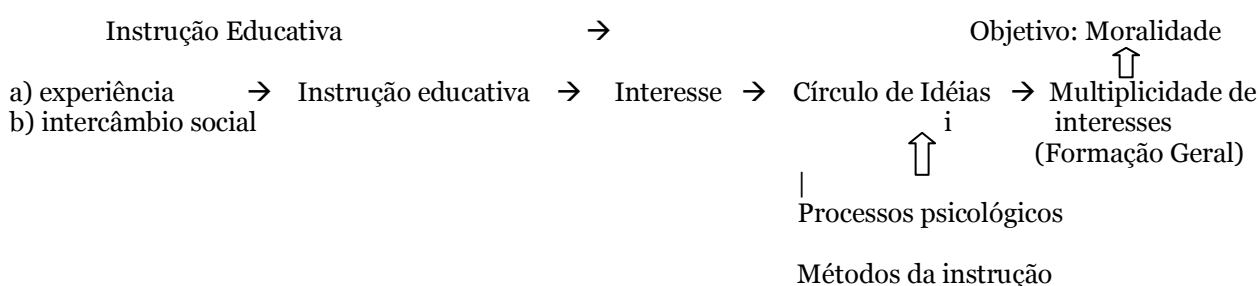 Instrução Educativa → Objetivo: Moralidade
a) experiência → Instrução educativa → Interesse → Círculo de Idéias → Multiplicidade de
b) intercâmbio social i interesses
(Formação Geral)
|
Processos psicológicos
Métodos da instrução